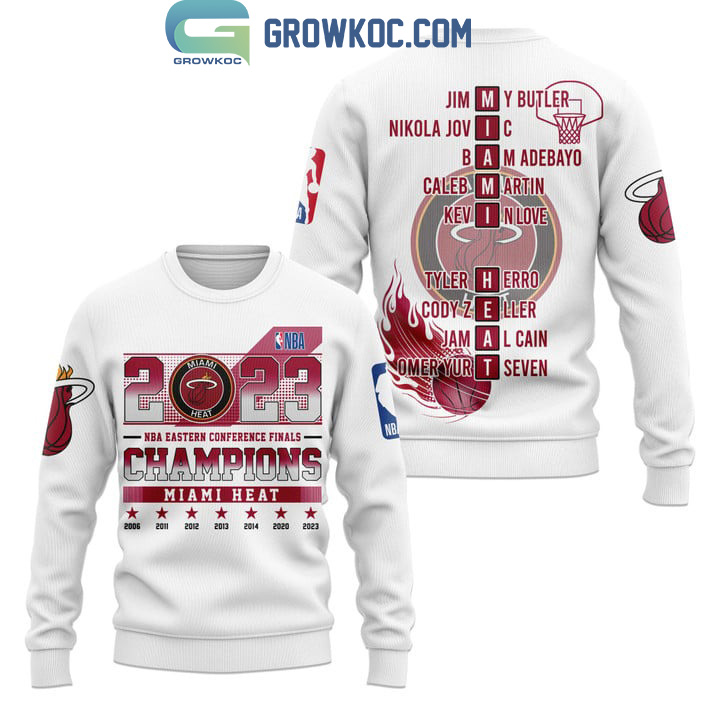 GROWKOC.COM
GROWKOC
JIMMY BUTLER
NIKOLA JOVIC
BAM ADEBAYO
CALEB MARTIN
KEVIN LOVE
TYLER HERRO
CODY ZELLER
JAMAL CAIN
OMER YURTSEVEN
NBA
2023
MIAMI
HEAT
NBA EASTERN CONFERENCE FINALS
CHAMPIONS
MIAMI HEAT
2006 2011 2012 2013 2014 2020 2023
NBA